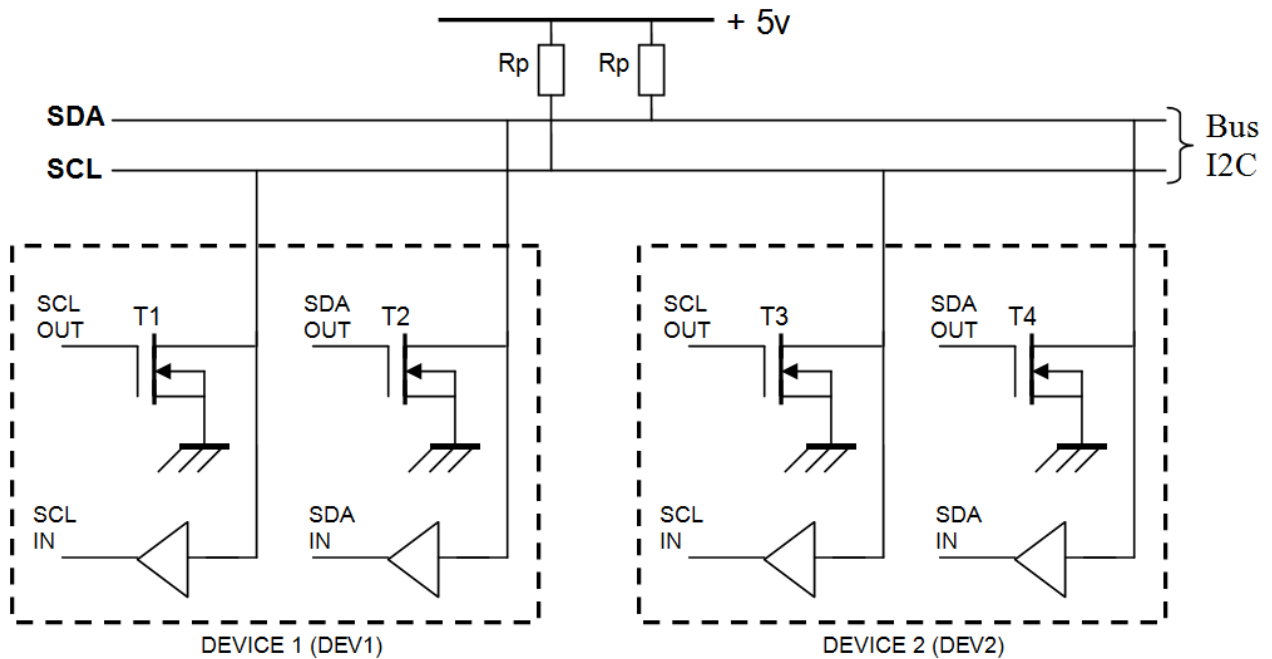 + 5v
Rp Rp
SDA
SCL
Bus
I2C
SCL
OUT
T1
SDA
OUT
T2
SCL
OUT
T3
SDA
OUT
T4
SCL
IN
SDA
IN
SCL
IN
SDA
IN
DEVICE 1 (DEV1)
DEVICE 2 (DEV2)